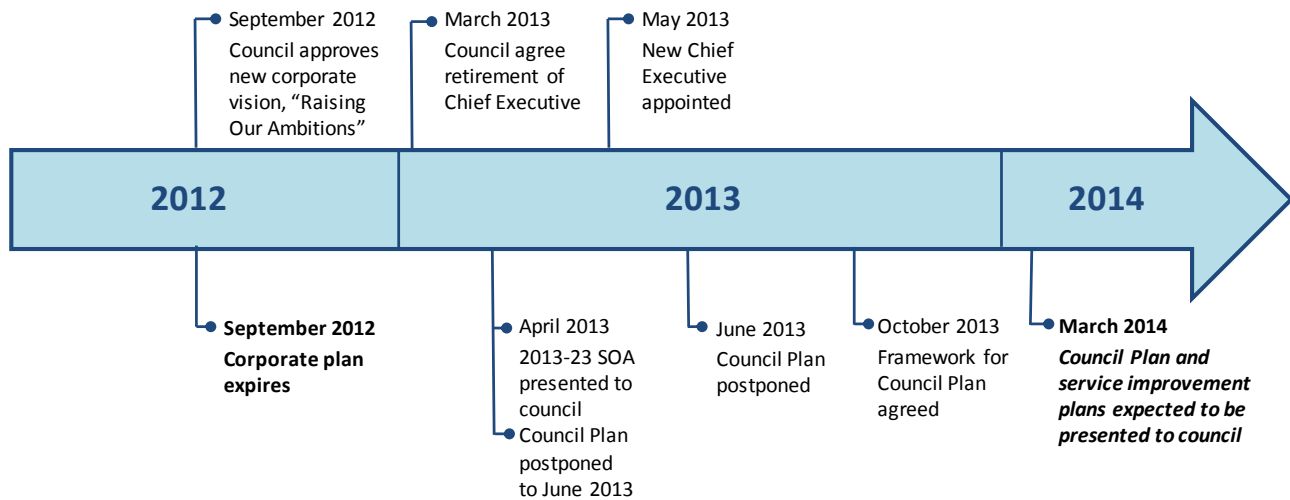 September 2012
Council approves
new corporate
vision, “Raising
Our Ambitions”
March 2013
Council agree
retirement of
Chief Executive
May 2013
New Chief
Executive
appointed
2012
2013
2014
September 2012
Corporate plan
expires
April 2013
2013-23 SOA
presented to
council
Council Plan
postponed
to June 2013
June 2013
Council Plan
postponed
October 2013
Framework for
Council Plan
agreed
March 2014
Council Plan and
service improvement
plans expected to be
presented to council